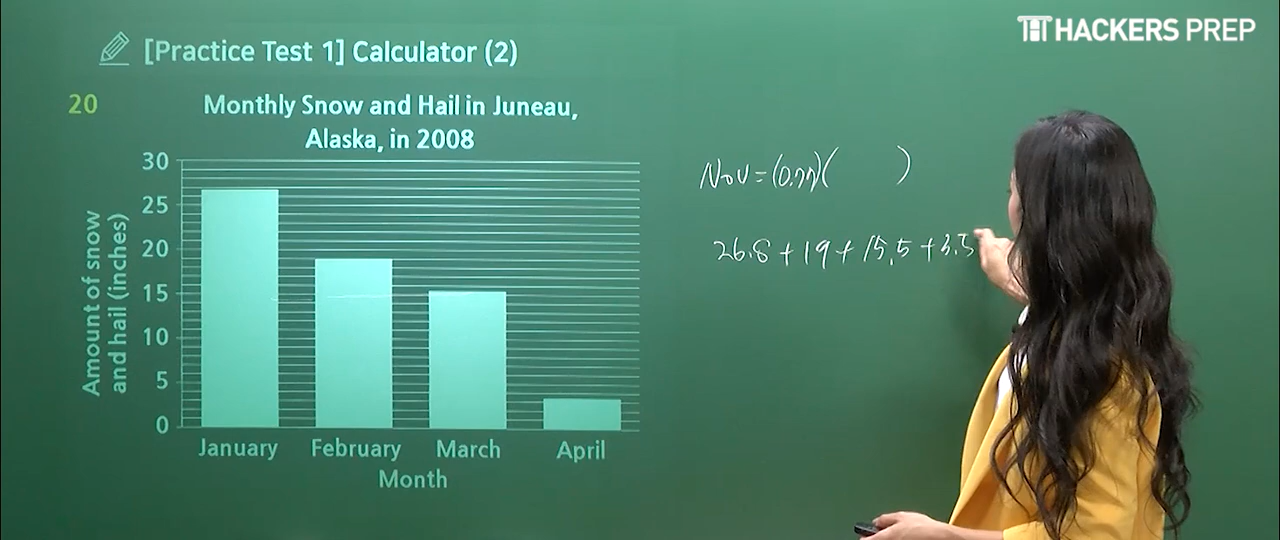 HACKERS PREP
[Practice Test 1] Calculator (2)
20
Monthly Snow and Hail in Juneau,
Alaska, in 2008
Amount of snow
and hail (inches)
30
25
20
15
10
5
0
January February March April
Month
Nov = (0.77)( )
26.8 + 19 + 15.5 + 3.5